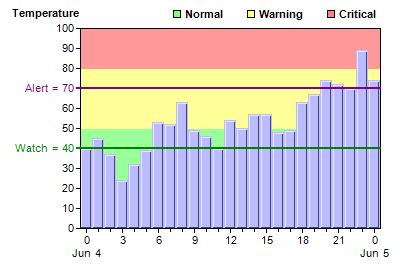 Temperature
Normal Warning Critical
100
90
80
Alert = 70
60
50
Watch = 40
30
20
10
0
0 3 6 9 12 15 18 21 0
Jun 4 Jun 5